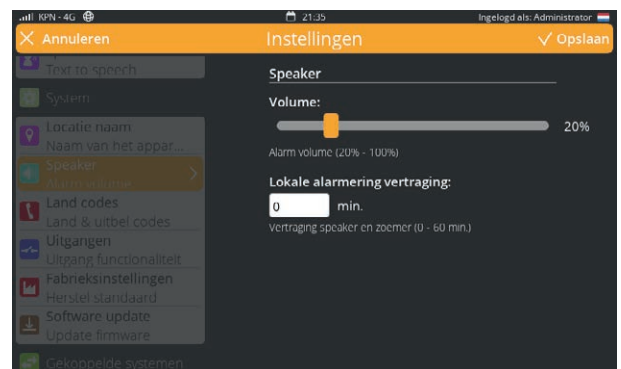 KPN - 4G
21:35
Ingelogd als: Administrator
Annuleren
Instellingen
Opslaan
Text to speech
System
Locatie naam
Naam van het appar...
Speaker
Alarm volume
Land codes
Land & uitbel codes
Uitgangen
Uitgang functionaliteit
Fabrieksinstellingen
Herstel standaard
Software update
Update firmware
Gekoppelde systemen
Speaker
Volume:
20%
Alarm volume (20% - 100%)
Lokale alarmering vertraging:
0 min.
Vertraging speaker en zoemer (0 - 60 min.)